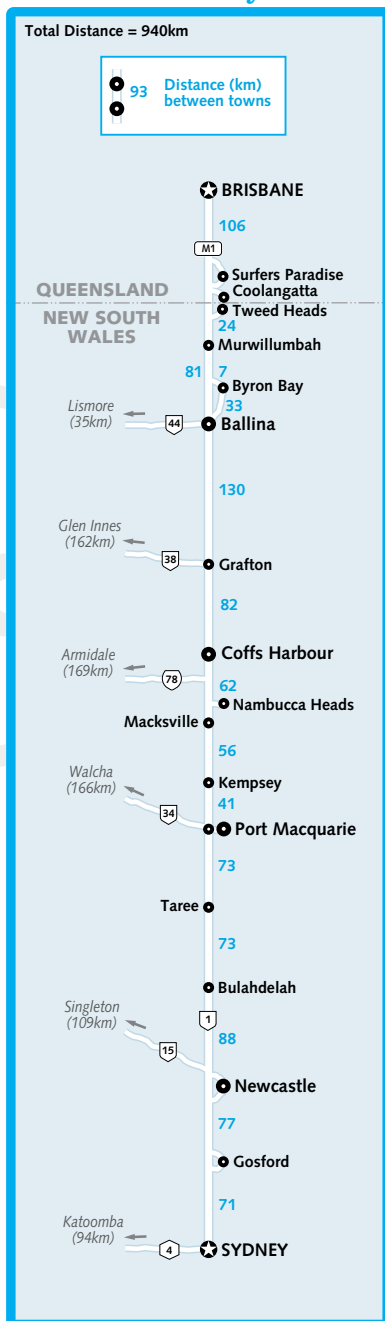 Total Distance = 940km
93
Distance (km)
between towns
BRISBANE
106
M1
Surfers Paradise
Coolangatta
QUEENSLAND
NEW SOUTH
WALES
Tweed Heads
24
Murwillumbah
81
7
Byron Bay
33
Lismore
(35km)
44
Ballina
130
Glen Innes
(162km)
38
Grafton
82
Coffs Harbour
Armidale
(169km)
78
62
Nambucca Heads
Macksville
56
Walcha
(166km)
Kempsey
41
34
Port Macquarie
73
Taree
73
Bulahdelah
Singleton
(109km)
1
88
15
Newcastle
77
Gosford
71
Katoomba
(94km)
4
SYDNEY